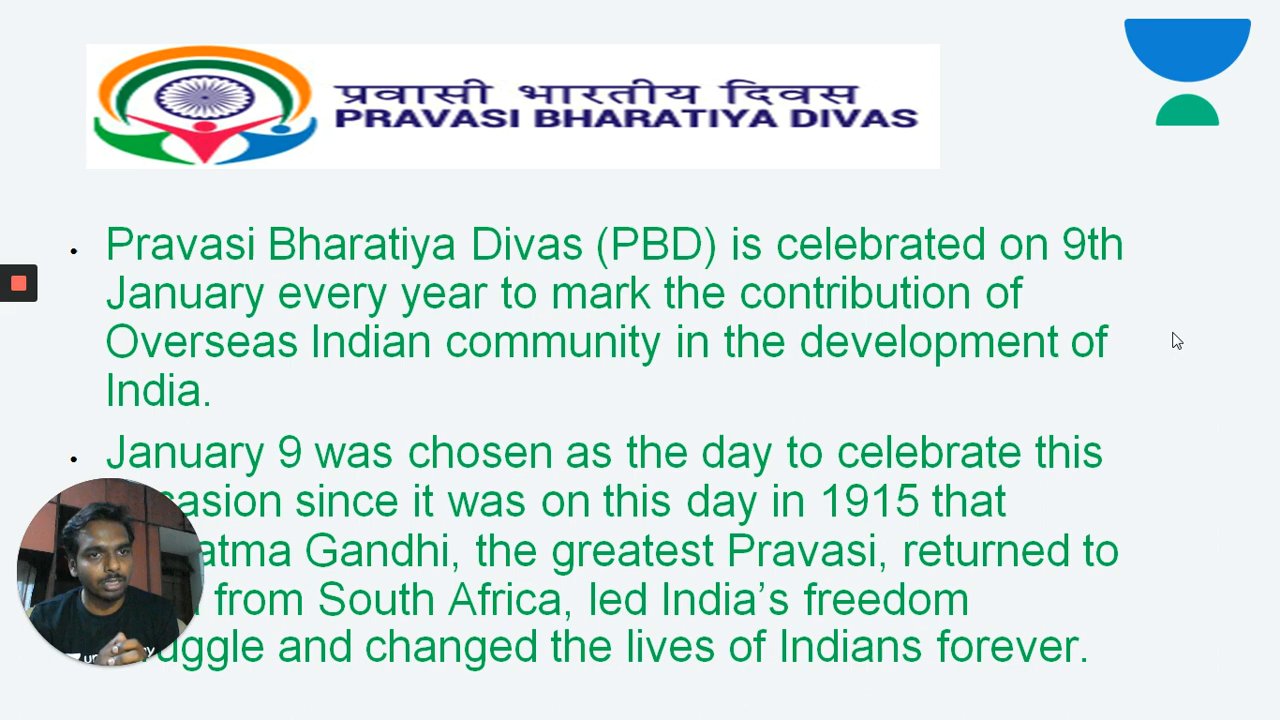 प्रवासी भारतीय दिवस
PRAVASI BHARATIYA DIVAS
• Pravasi Bharatiya Divas (PBD) is celebrated on 9th
January every year to mark the contribution of
Overseas Indian community in the development of
India.
• January 9 was chosen as the day to celebrate this
casion since it was on this day in 1915 that
atma Gandhi, the greatest Pravasi, returned to
from South Africa, led India’s freedom
uggle and changed the lives of Indians forever.